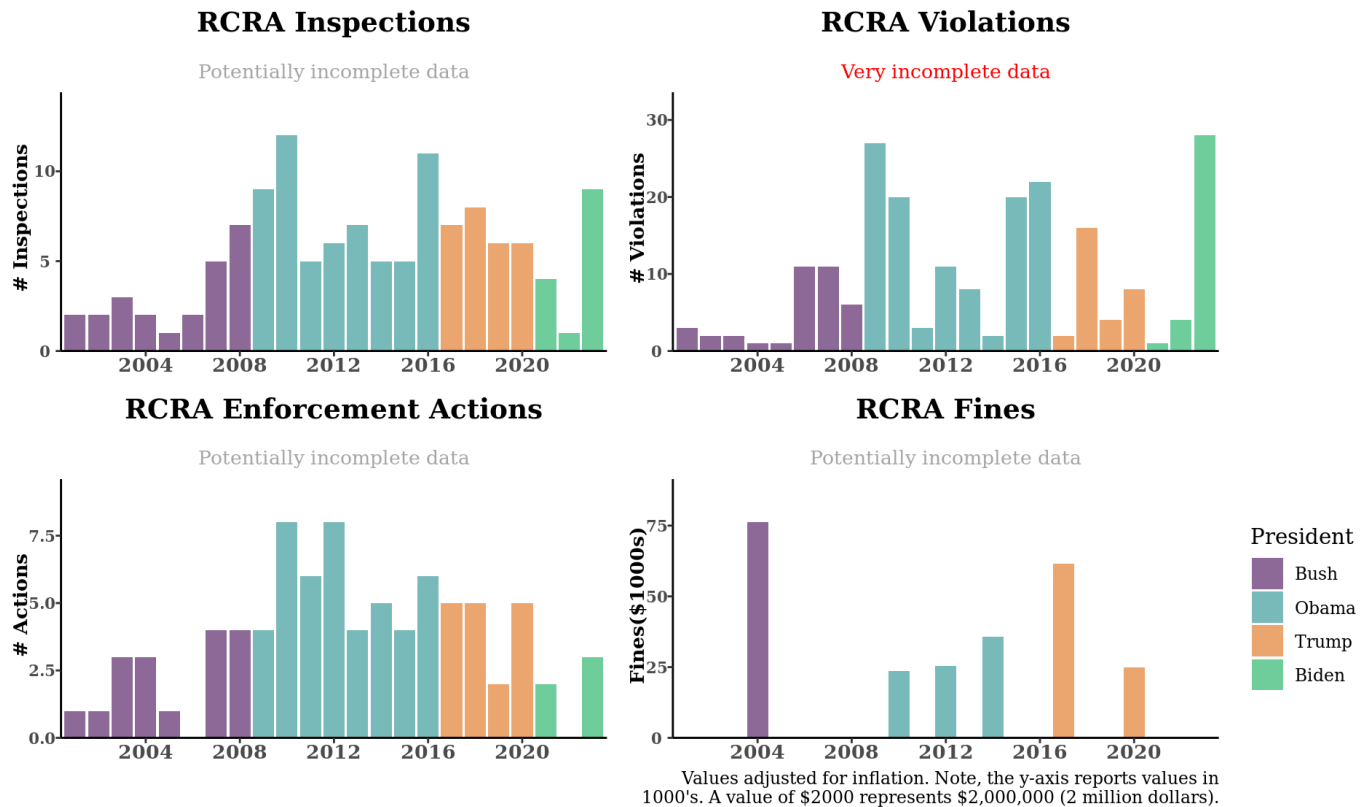 RCRA Inspections
Potentially incomplete data
# Inspections
10
5
0
2004 2008 2012 2016 2020
RCRA Violations
Very incomplete data
# Violations
30
20
10
0
2004 2008 2012 2016 2020
RCRA Enforcement Actions
Potentially incomplete data
# Actions
7.5
5.0
2.5
0.0
2004 2008 2012 2016 2020
RCRA Fines
Potentially incomplete data
Fines($1000s)
75
50
25
0
2004 2008 2012 2016 2020
President
Bush
Obama
Trump
Biden
Values adjusted for inflation. Note, the y-axis reports values in
1000's. A value of $2000 represents $2,000,000 (2 million dollars).